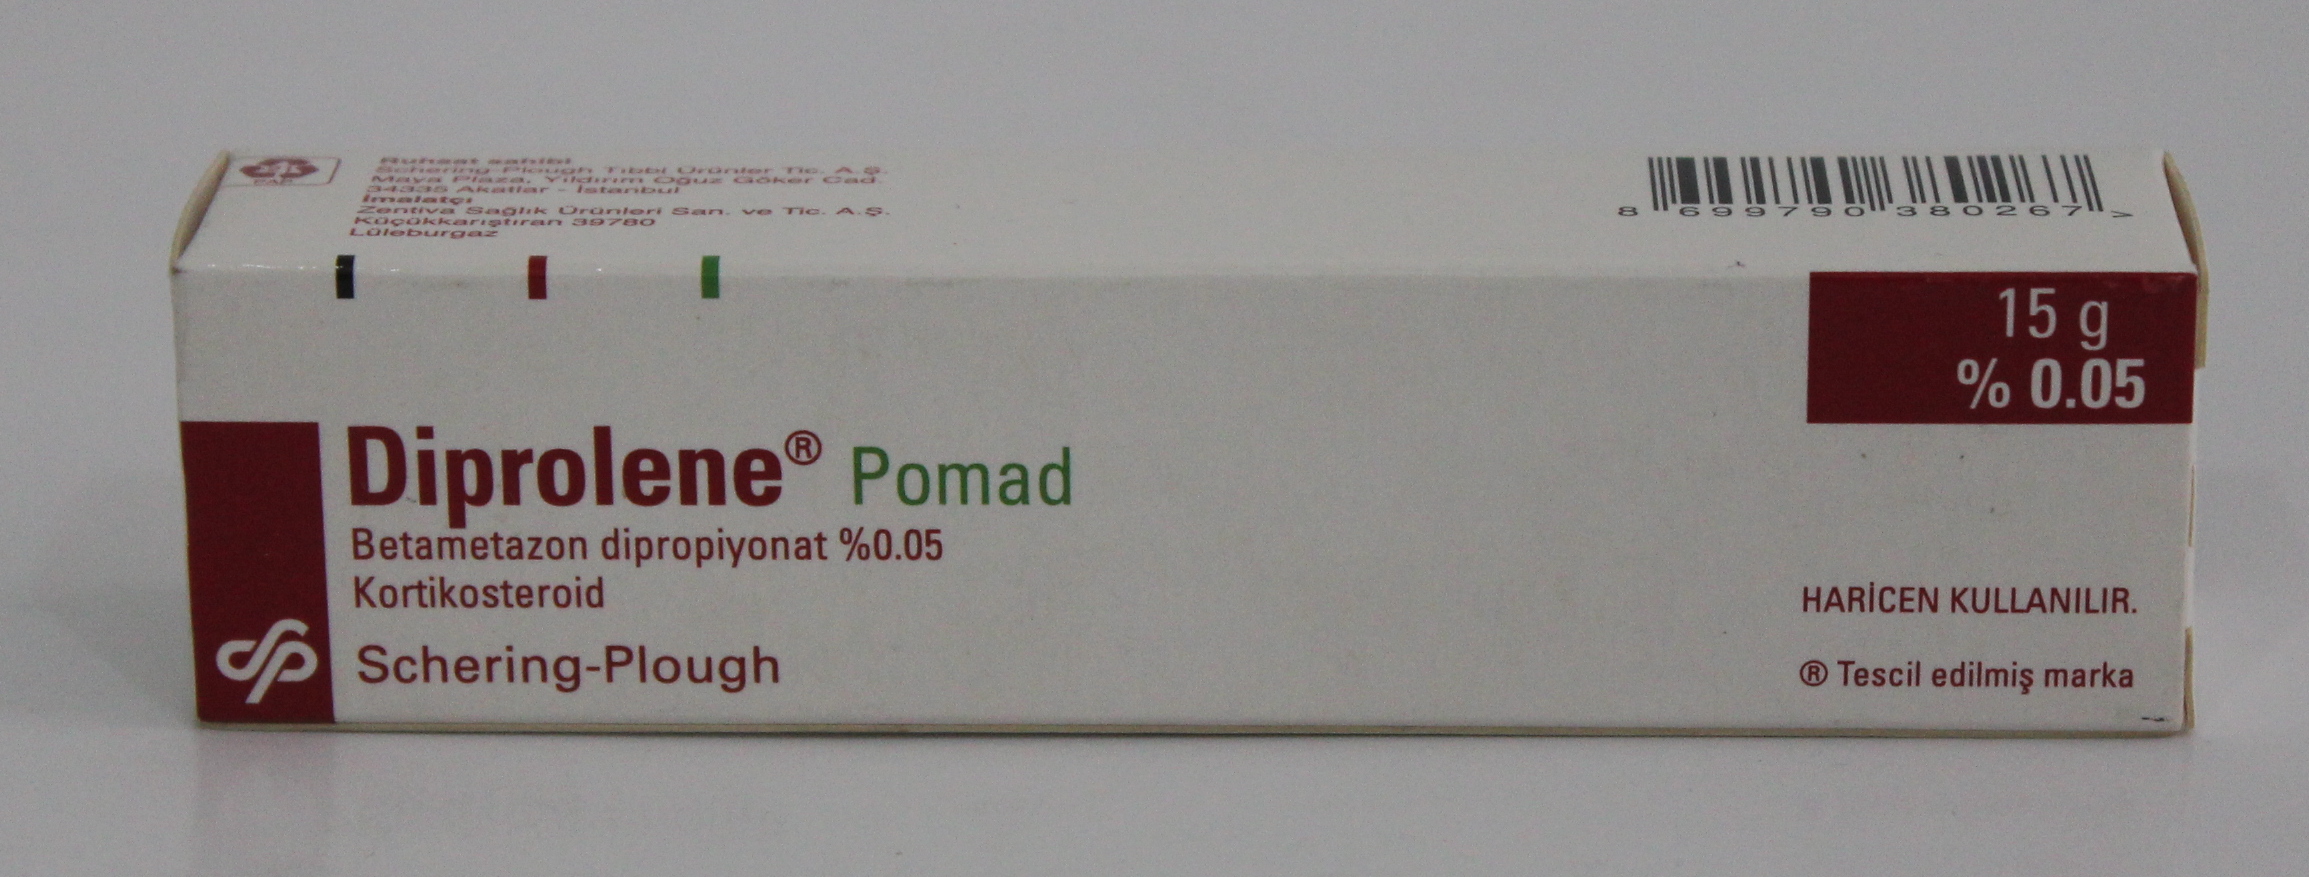 PAP
Ruhsat sahibi
Schering-Plough Tıbbi Ürünler Tic. A.Ş.
Maya Plaza, Yıldırım Oğuz Göker Cad.
34335 Akatlar - İstanbul
İmalatçı
Zentiva Sağlık Ürünleri San. ve Tic. A.Ş.
Küçükkarıştıran 39780
Lüleburgaz
8 699790 380267 >
15 g
% 0.05
Diprolene® Pomad
Betametazon dipropiyonat %0.05
Kortikosteroid
Schering-Plough
HARİCEN KULLANILIR.
® Tescil edilmiş marka